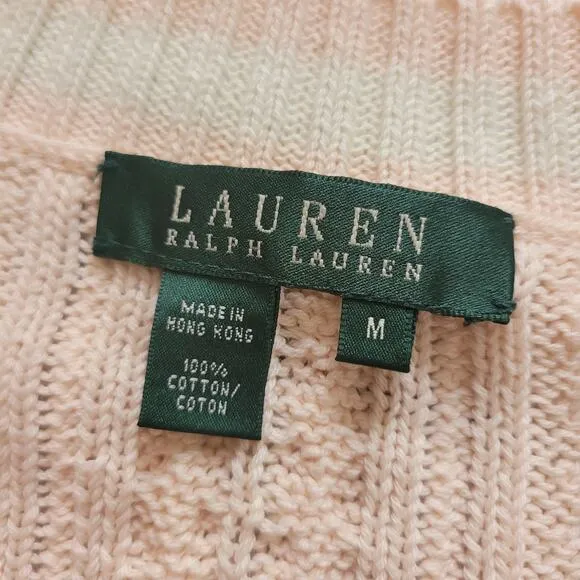 LAUREN
RALPH LAUREN
MADE IN
HONG KONG
100%
COTTON/
COTON
M